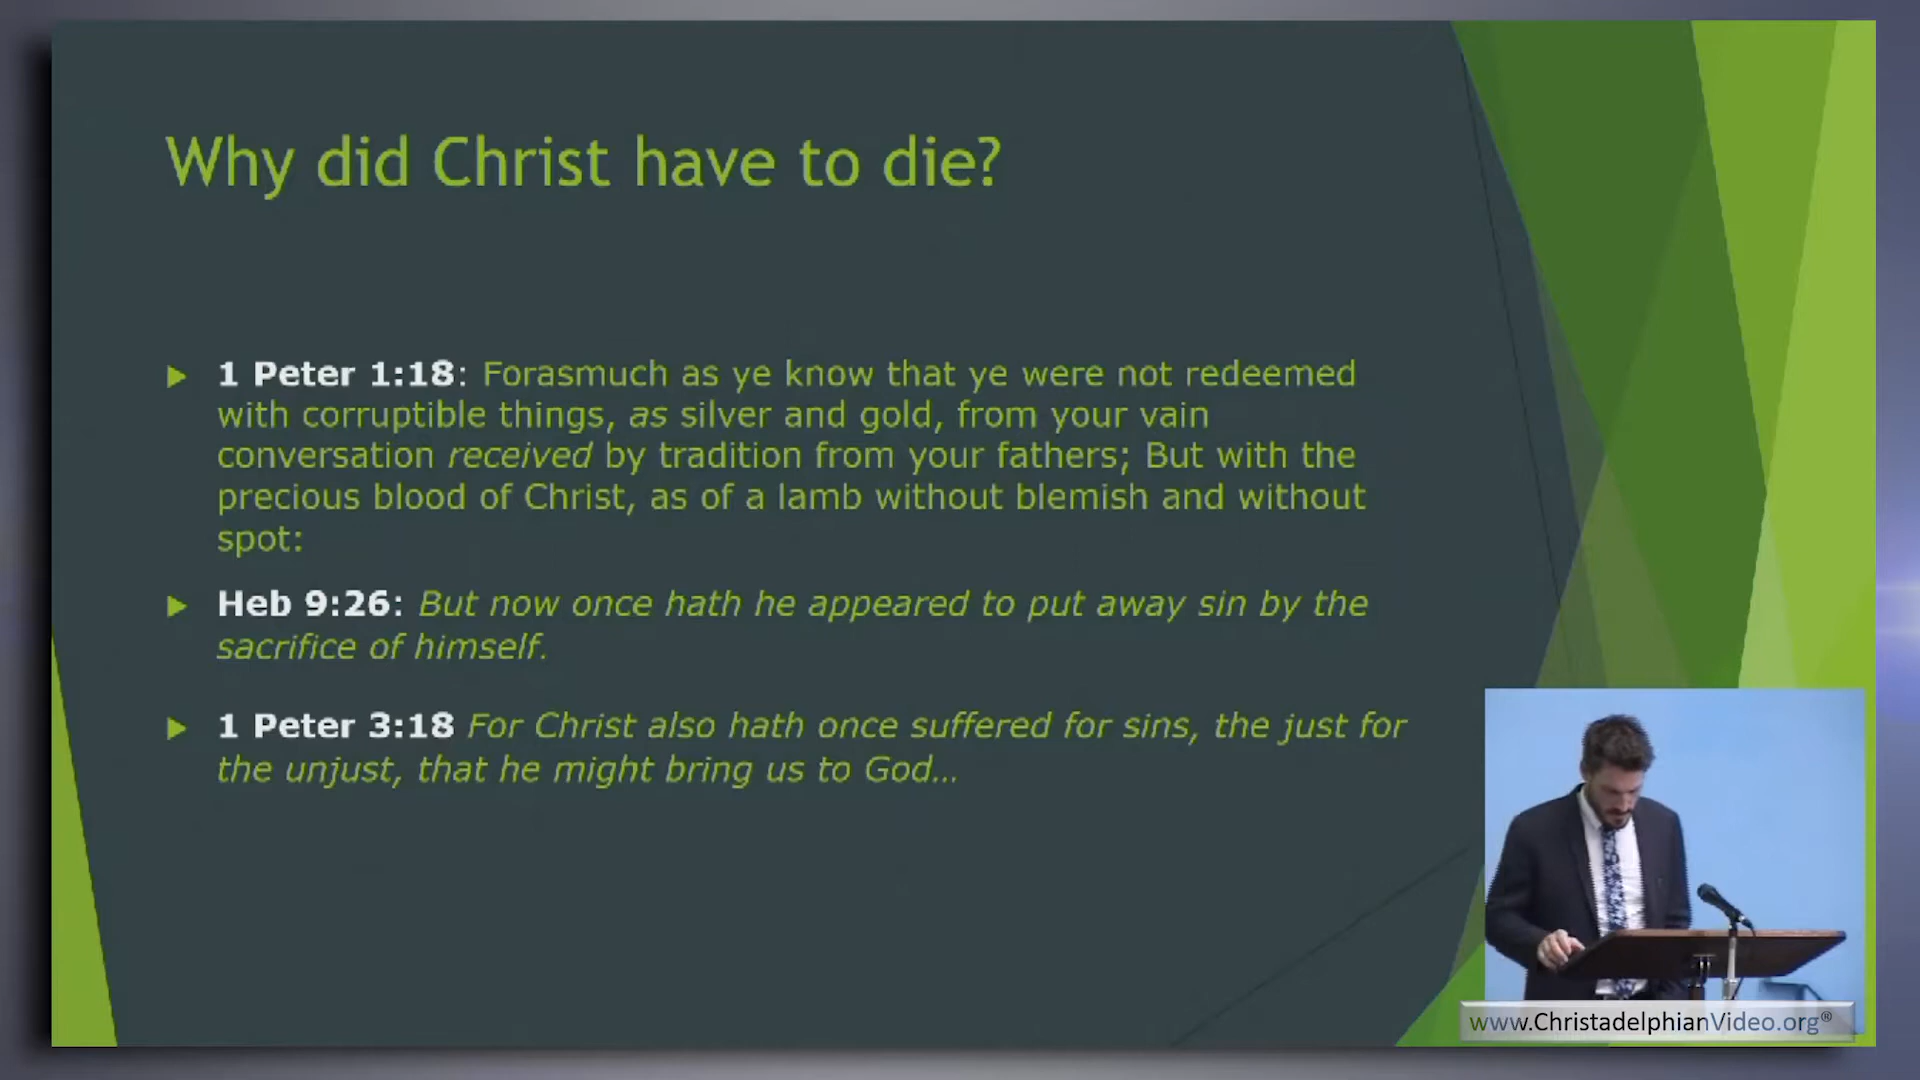 Why did Christ have to die?
1 Peter 1:18: Forasmuch as ye know that ye were not redeemed
with corruptible things, as silver and gold, from your vain
conversation received by tradition from your fathers; But with the
precious blood of Christ, as of a lamb without blemish and without
spot:
Heb 9:26: But now once hath he appeared to put away sin by the
sacrifice of himself.
1 Peter 3:18 For Christ also hath once suffered for sins, the just for
the unjust, that he might bring us to God...
www.ChristadelphianVideo.org®